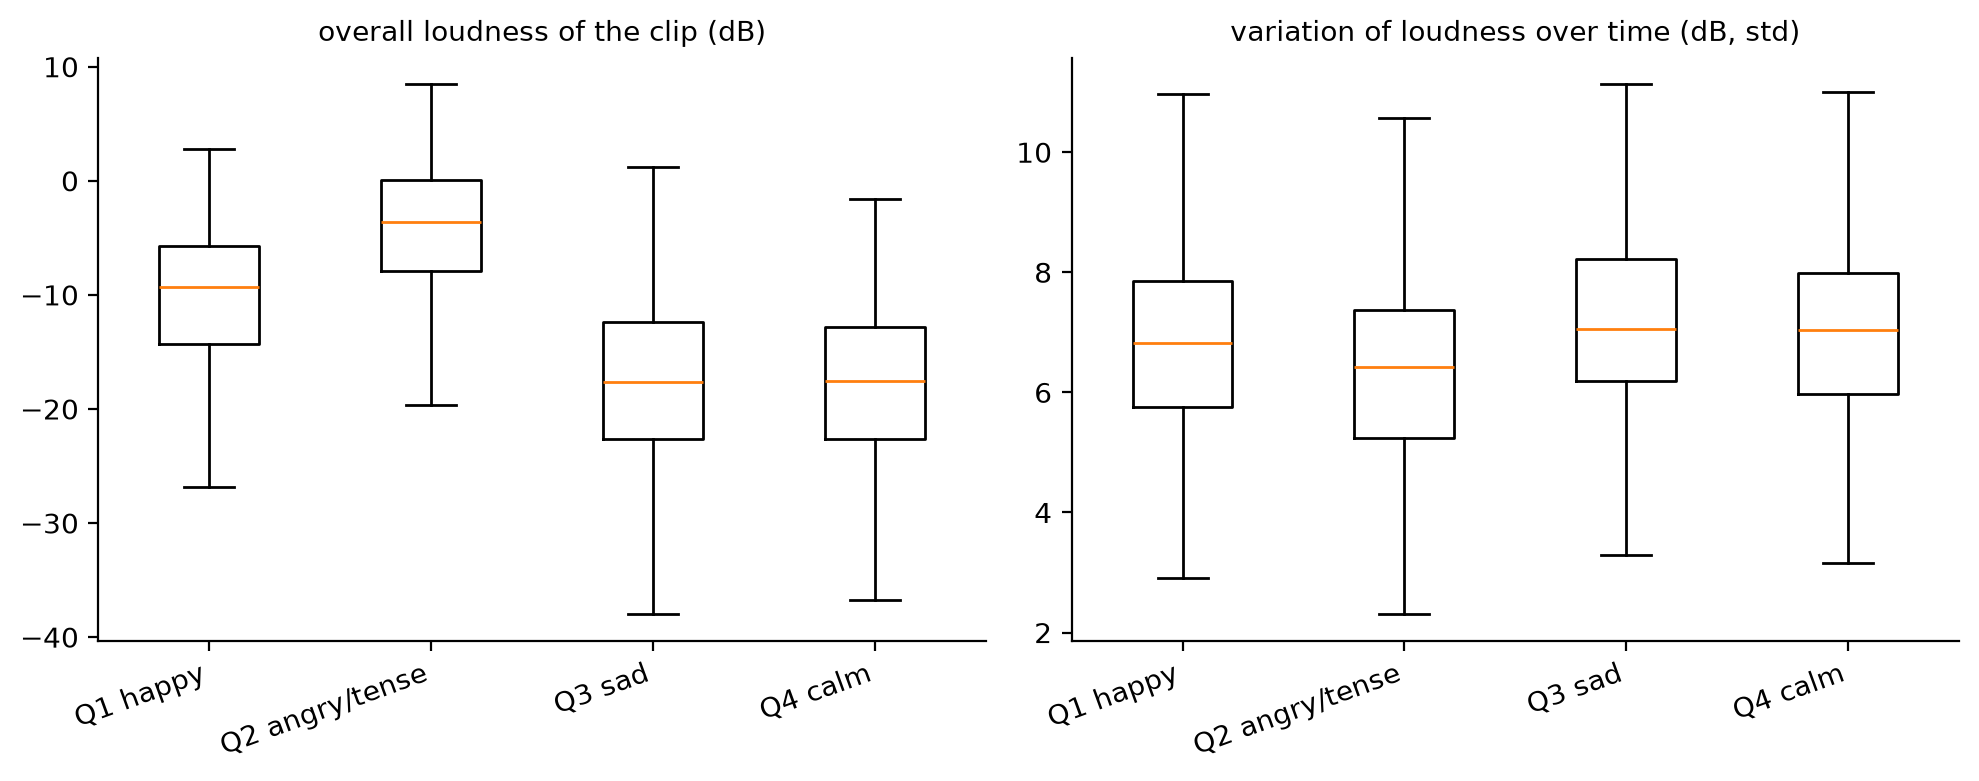 overall loudness of the clip (dB)
10
0
−10
−20
−30
−40
Q1 happy
Q2 angry/tense
Q3 sad
Q4 calm
variation of loudness over time (dB, std)
10
8
6
4
2
Q1 happy
Q2 angry/tense
Q3 sad
Q4 calm